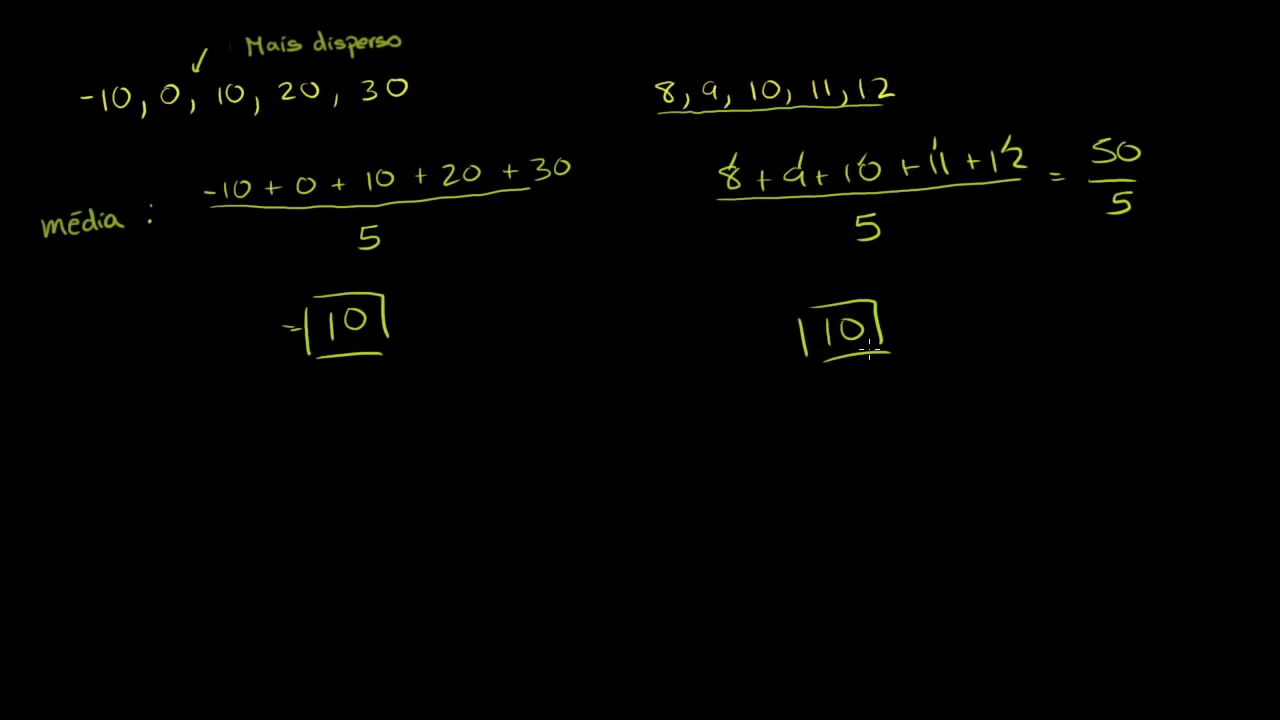 Mais disperso
-10, 0, 10, 20, 30
8, 9, 10, 11, 12
média : -10 + 0 + 10 + 20 + 30
5
8 + 9 + 10 + 11 + 12 = 50
5 5
= 10
10